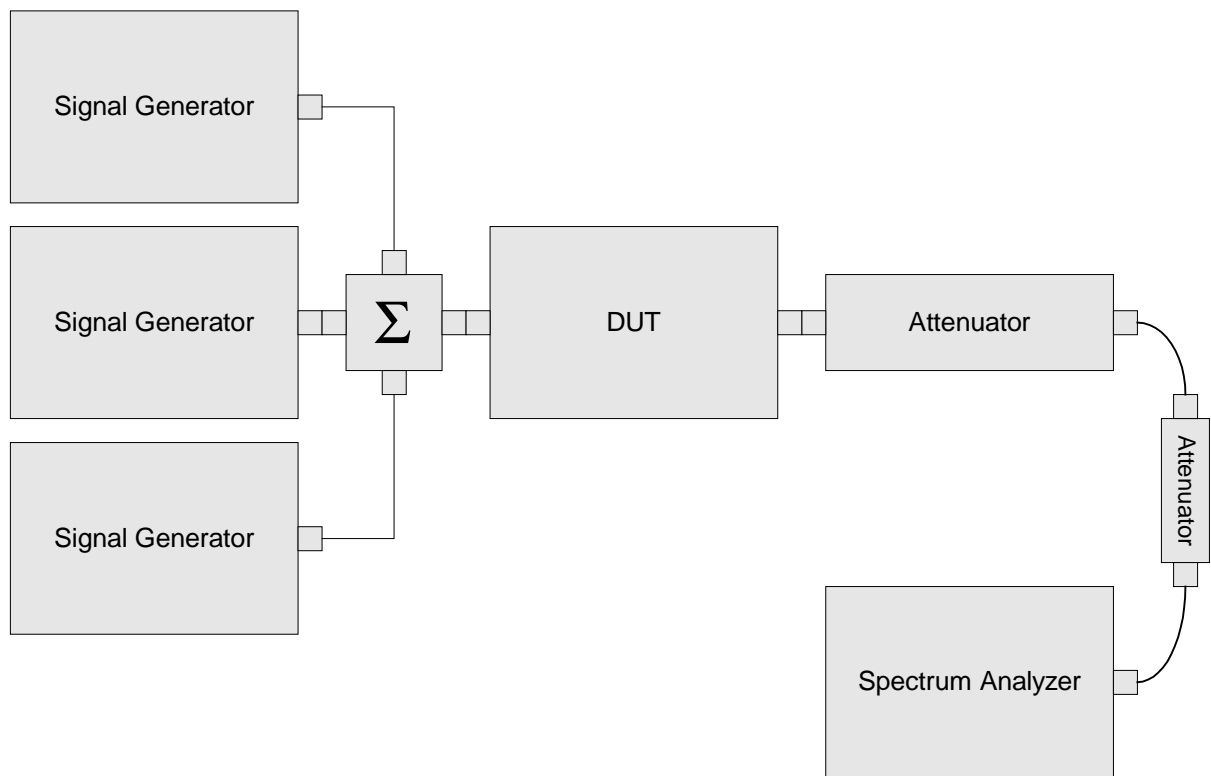 Signal Generator
Signal Generator
Σ
DUT
Attenuator
Attenuator
Signal Generator
Spectrum Analyzer